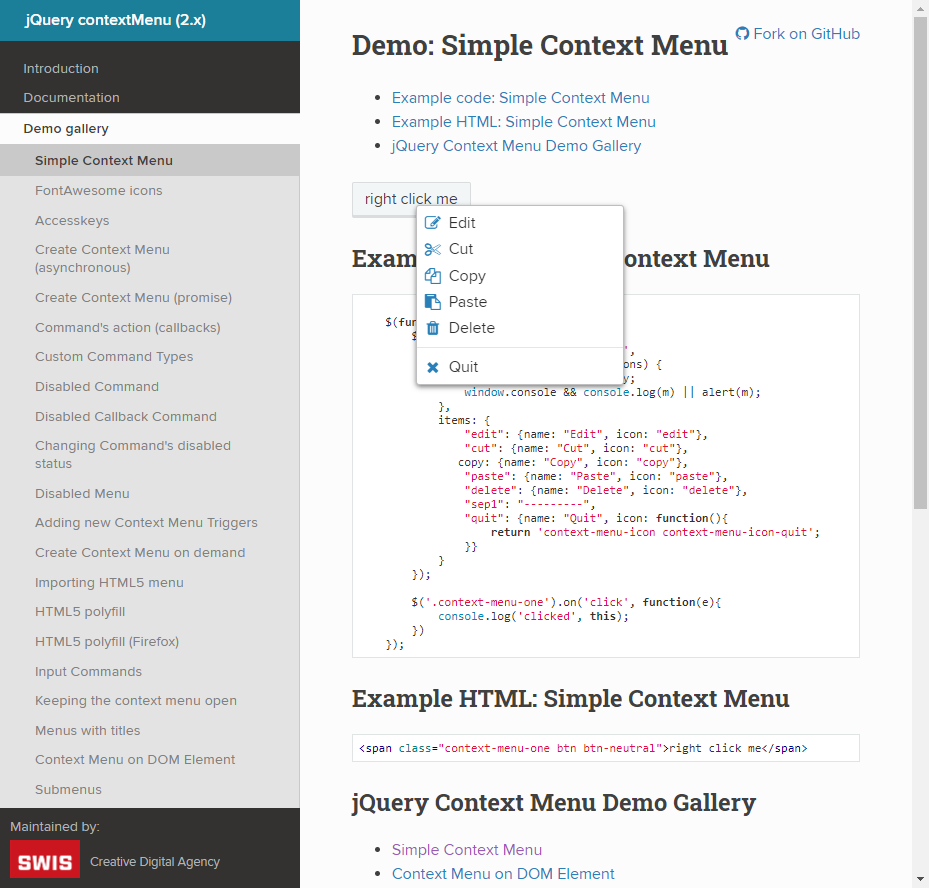 jQuery contextMenu (2.x)
Introduction
Documentation
Demo gallery
Simple Context Menu
FontAwesome icons
Accesskeys
Create Context Menu
(asynchronous)
Create Context Menu (promise)
Command's action (callbacks)
Custom Command Types
Disabled Command
Disabled Callback Command
Changing Command's disabled
status
Disabled Menu
Adding new Context Menu Triggers
Create Context Menu on demand
Importing HTML5 menu
HTML5 polyfill
HTML5 polyfill (Firefox)
Input Commands
Keeping the context menu open
Menus with titles
Context Menu on DOM Element
Submenus
Maintained by:
SWIS Creative Digital Agency
Fork on GitHub
Demo: Simple Context Menu
• Example code: Simple Context Menu
• Example HTML: Simple Context Menu
• jQuery Context Menu Demo Gallery
right click me
Edit
Cut
Copy
Paste
Delete
Quit
Exam ontext Menu
$(fun
$
',
ons) {
y;
window.console && console.log(m) || alert(m);
},
items: {
"edit": {name: "Edit", icon: "edit"},
"cut": {name: "Cut", icon: "cut"},
copy: {name: "Copy", icon: "copy"},
"paste": {name: "Paste", icon: "paste"},
"delete": {name: "Delete", icon: "delete"},
"sep1": "---------",
"quit": {name: "Quit", icon: function(){
return 'context-menu-icon context-menu-icon-quit';
}}
}
});
$('.context-menu-one').on('click', function(e){
console.log('clicked', this);
})
});
Example HTML: Simple Context Menu
<span class="context-menu-one btn btn-neutral">right click me</span>
jQuery Context Menu Demo Gallery
• Simple Context Menu
• Context Menu on DOM Element